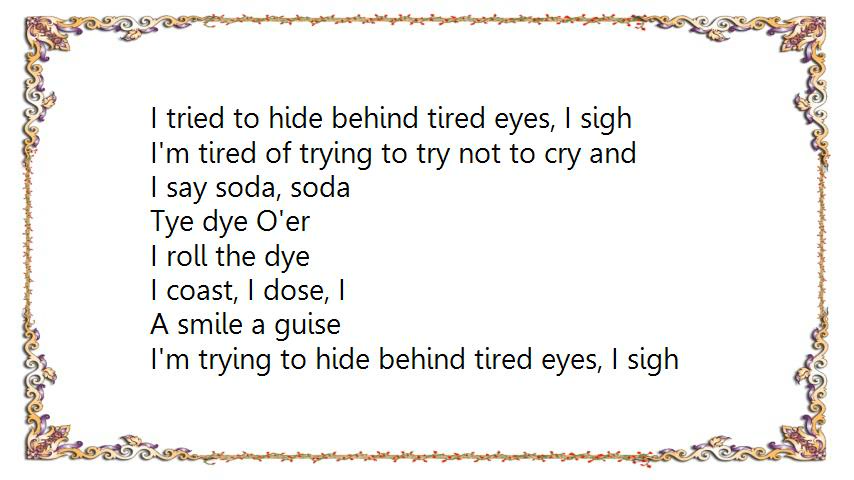 I tried to hide behind tired eyes, I sigh
I'm tired of trying to try not to cry and
I say soda, soda
Tye dye O'er
I roll the dye
I coast, I dose, I
A smile a guise
I'm trying to hide behind tired eyes, I sigh